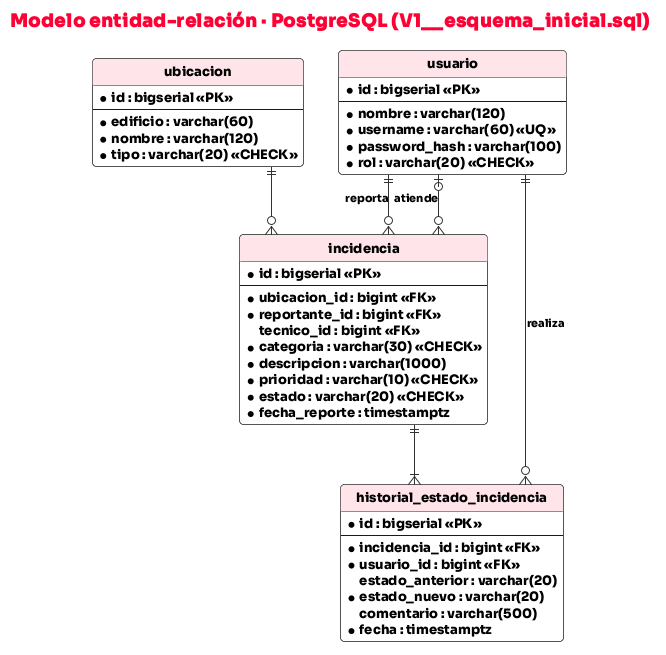 Modelo entidad-relación · PostgreSQL (V1__esquema_inicial.sql)
ubicacion
id : bigserial «PK»
edificio : varchar(60)
nombre : varchar(120)
tipo : varchar(20) «CHECK»
usuario
id : bigserial «PK»
nombre : varchar(120)
username : varchar(60) «UQ»
password_hash : varchar(100)
rol : varchar(20) «CHECK»
reporta
atiende
incidencia
id : bigserial «PK»
ubicacion_id : bigint «FK»
reportante_id : bigint «FK»
tecnico_id : bigint «FK»
categoria : varchar(30) «CHECK»
descripcion : varchar(1000)
prioridad : varchar(10) «CHECK»
estado : varchar(20) «CHECK»
fecha_reporte : timestamptz
realiza
historial_estado_incidencia
id : bigserial «PK»
incidencia_id : bigint «FK»
usuario_id : bigint «FK»
estado_anterior : varchar(20)
estado_nuevo : varchar(20)
comentario : varchar(500)
fecha : timestamptz